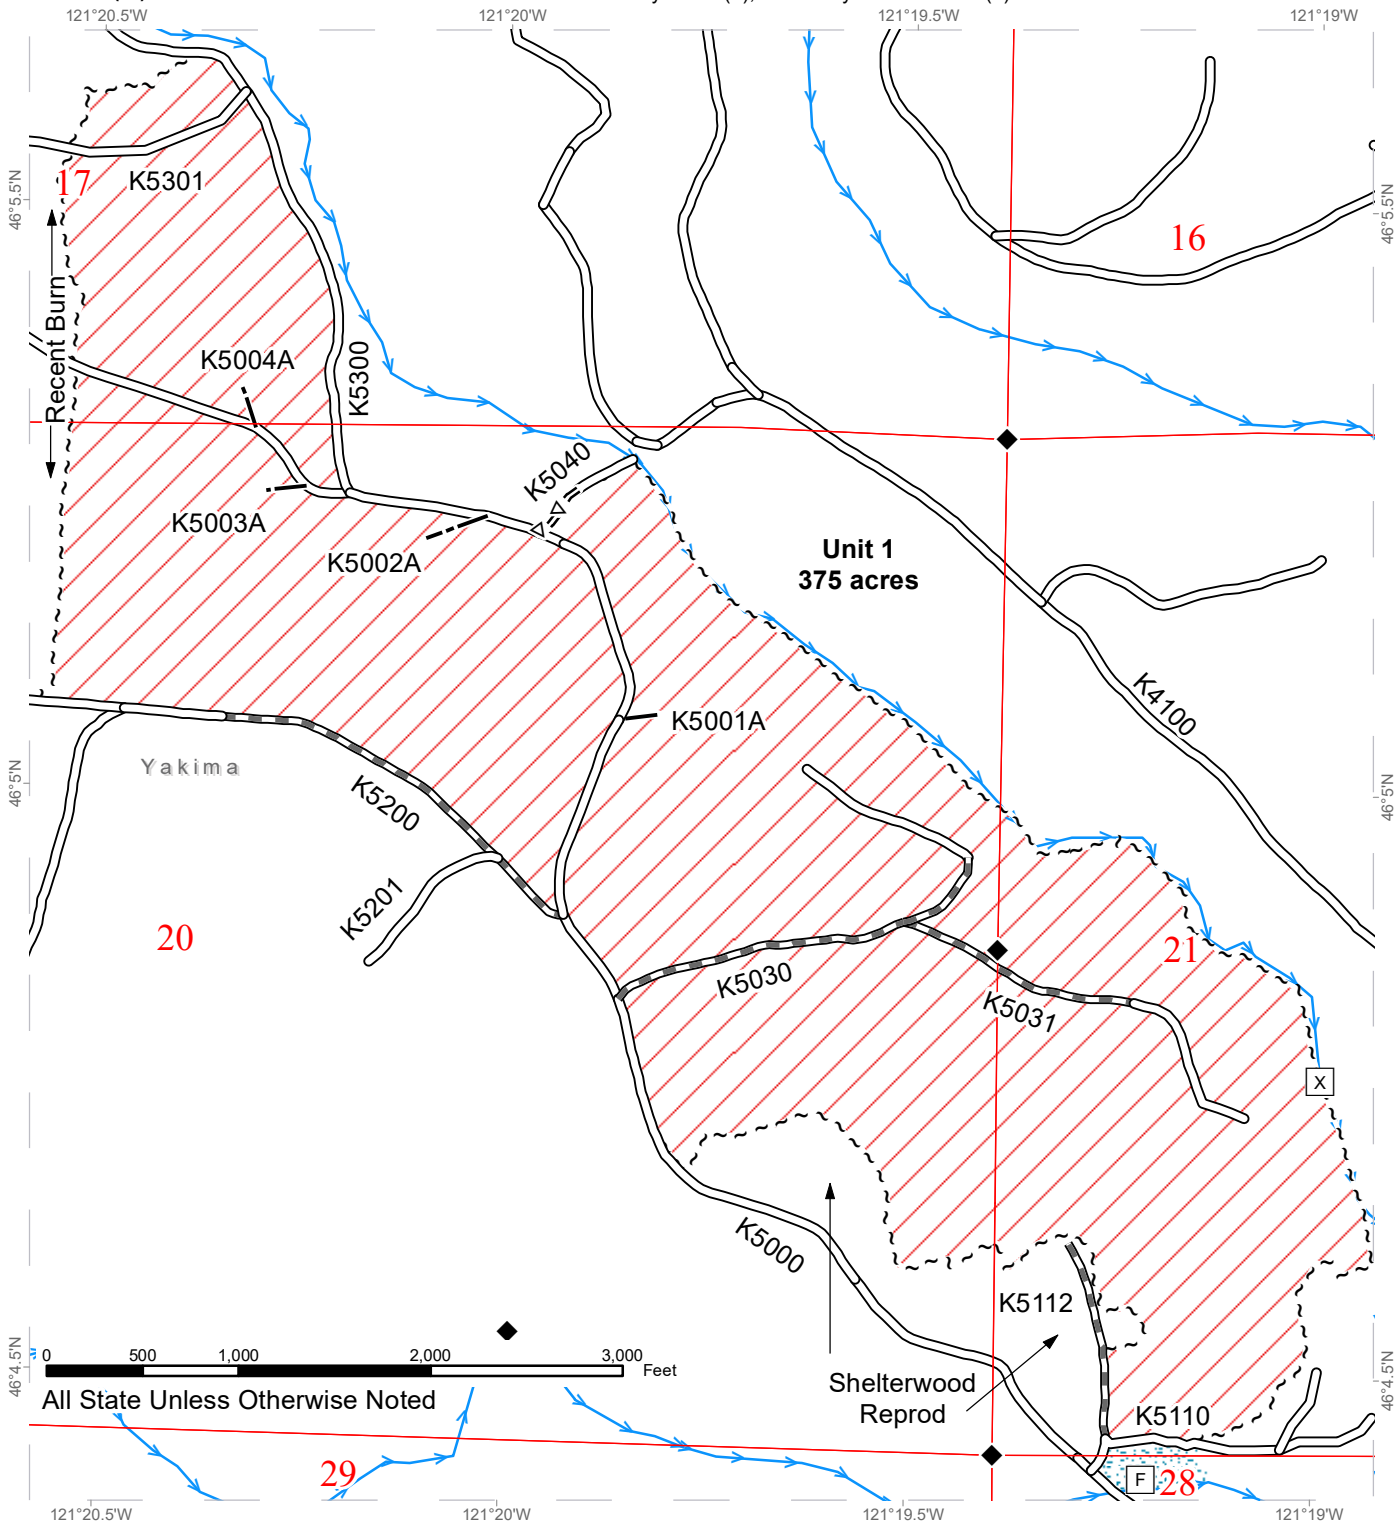 121°20.5'W
121°20'W
121°19.5'W
121°19'W
46°5.5'N
46°5.5'N
17
K5301
16
Recent Burn
K5004A
K5300
K5040
K5003A
K5002A
Unit 1
375 acres
K5001A
K4100
Yakima
46°5'N
46°5'N
K5200
K5201
20
21
K5030
K5031
X
K5000
K5112
46°4.5'N
46°4.5'N
0 500 1,000 2,000 3,000
Feet
All State Unless Otherwise Noted
Shelterwood
Reprod
K5110
29
F
28
121°20.5'W
121°20'W
121°19.5'W
121°19'W